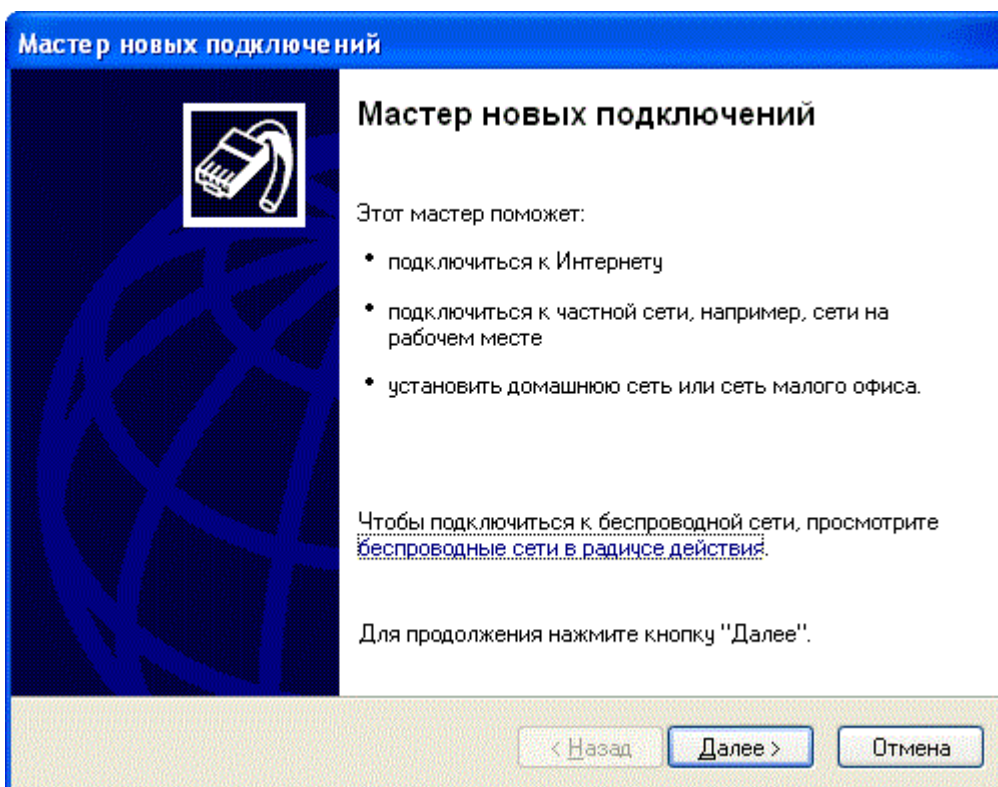 Мастер новых подключений
Мастер новых подключений
Этот мастер поможет:
• подключиться к Интернету
• подключиться к частной сети, например, сети на
рабочем месте
• установить домашнюю сеть или сеть малого офиса.
Чтобы подключиться к беспроводной сети, просмотрите
беспроводные сети в радичсе действия.
Для продолжения нажмите кнопку "Далее".
< Назад Далее > Отмена